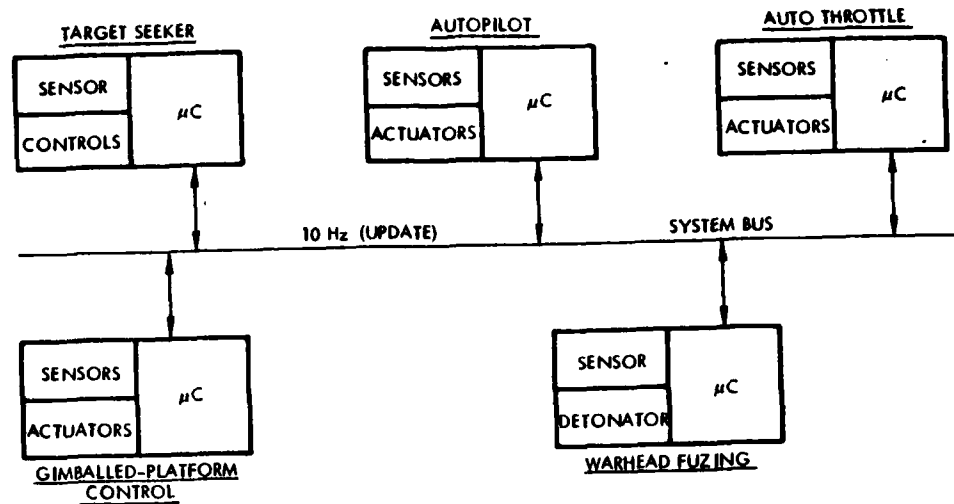 TARGET SEEKER
SENSOR
CONTROLS
μC
AUTOPILOT
SENSORS
ACTUATORS
μC
AUTO THROTTLE
SENSORS
ACTUATORS
μC
10 Hz (UPDATE)
SYSTEM BUS
SENSORS
ACTUATORS
μC
GIMBALLED-PLATFORM
CONTROL
SENSOR
DETONATOR
μC
WARHEAD FUZING